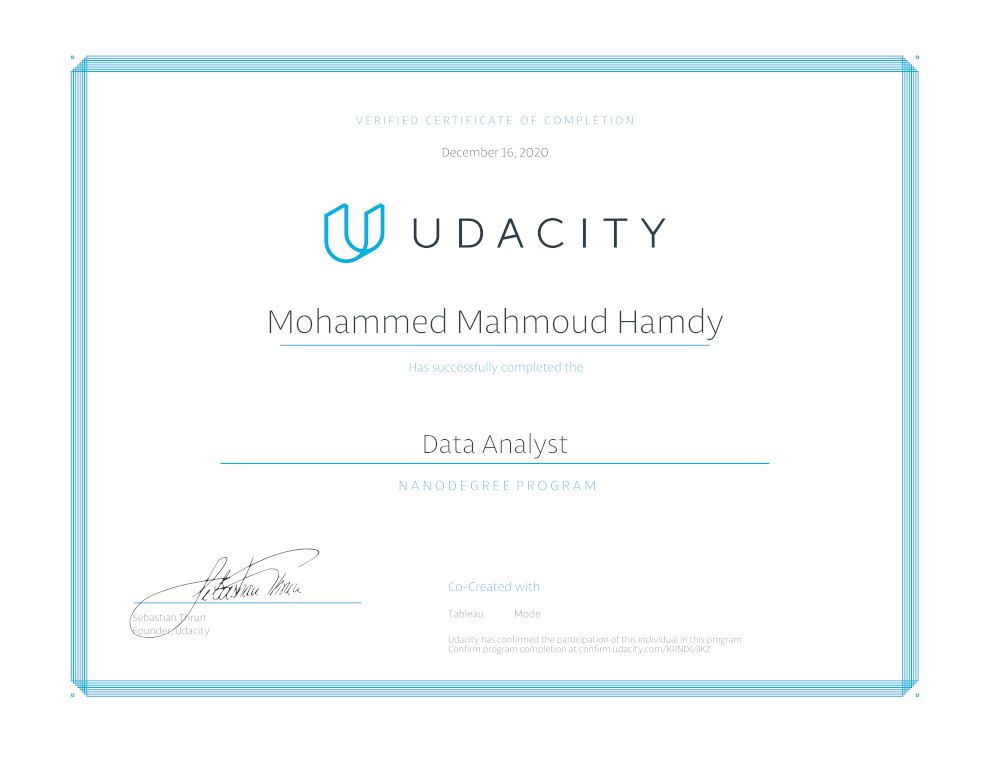 VERIFIED CERTIFICATE OF COMPLETION
December 16, 2020
UDACITY
Mohammed Mahmoud Hamdy
Has successfully completed the
Data Analyst
NANODEGREE PROGRAM
Sebastian Thrun
Sebastian Thrun
Founder, Udacity
Co-Created with
Tableau Mode
Udacity has confirmed the participation of this individual in this program.
Confirm program completion at confirm.udacity.com/KRNDG9KZ